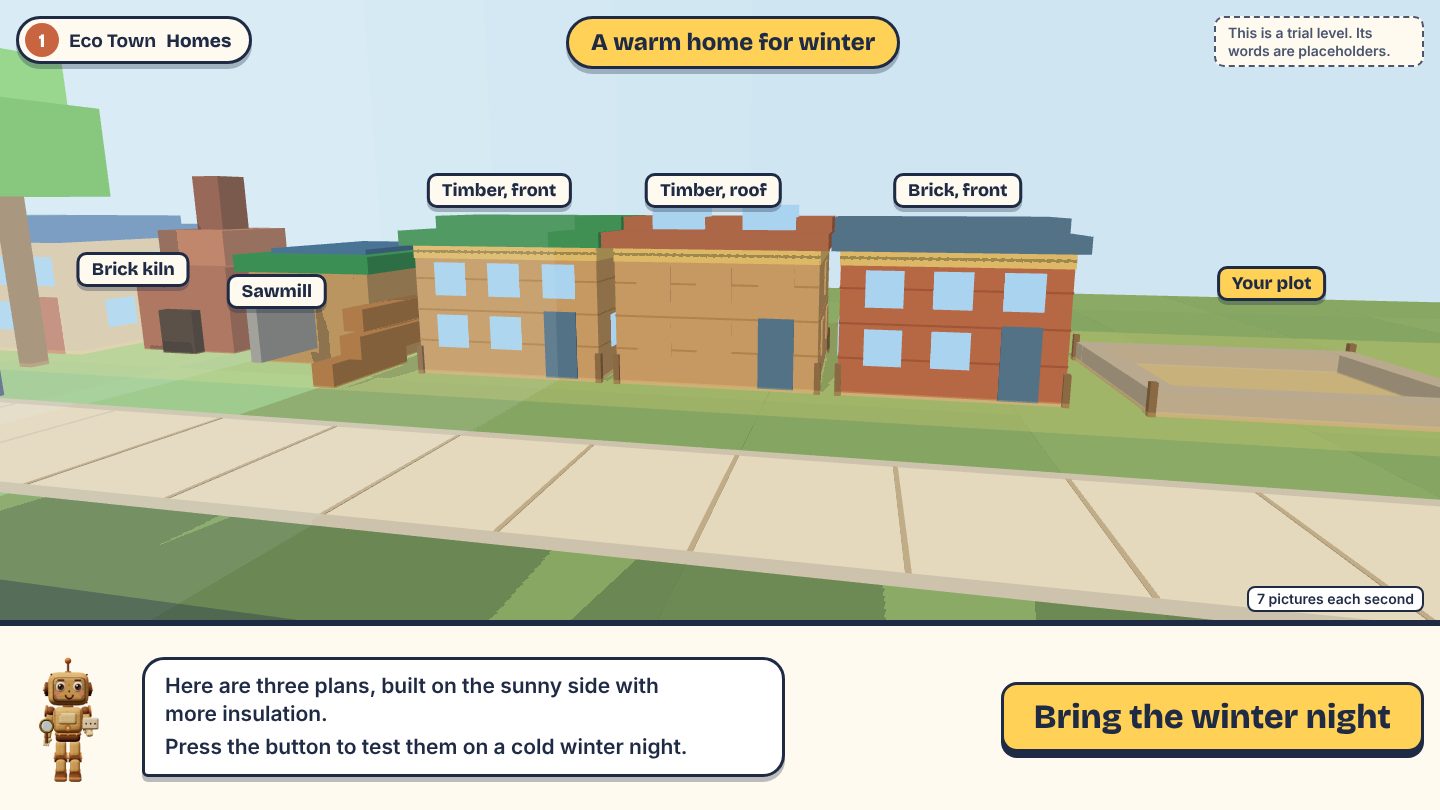 1 Eco Town Homes
A warm home for winter
This is a trial level. Its
words are placeholders.
Timber, front
Timber, roof
Brick, front
Brick kiln
Sawmill
Your plot
7 pictures each second
Here are three plans, built on the sunny side with
more insulation.
Press the button to test them on a cold winter night.
Bring the winter night